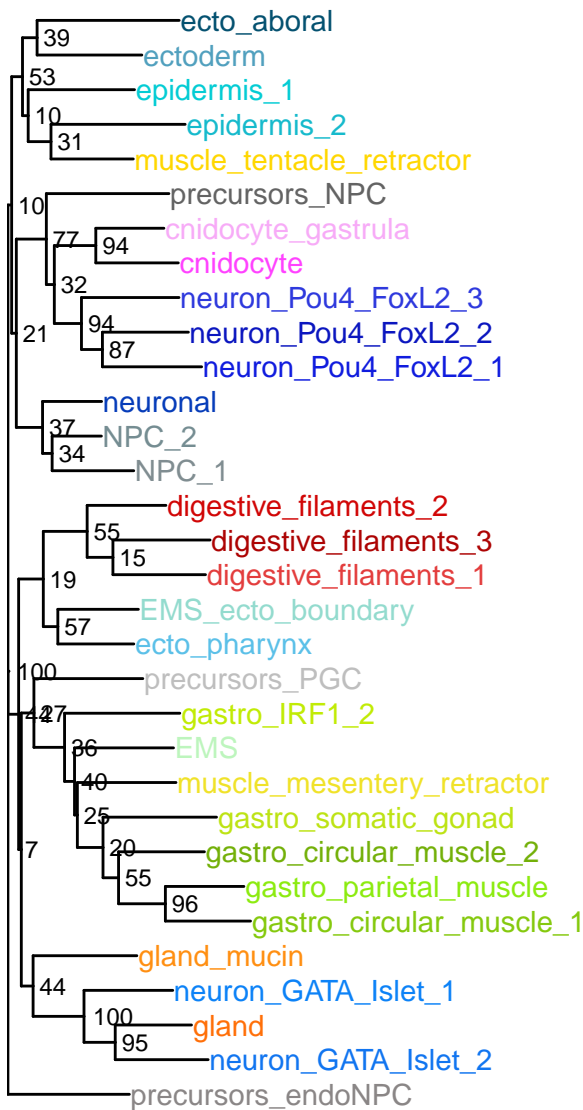 ecto_aboral
39
ectoderm
53
epidermis_1
10
epidermis_2
31
muscle_tentacle_retractor
precursors_NPC
10
cnidocyte_gastrula
77
94
cnidocyte
32
neuron_Pou4_FoxL2_3
94
neuron_Pou4_FoxL2_2
21
87
neuron_Pou4_FoxL2_1
neuronal
37
NPC_2
34
NPC_1
digestive_filaments_2
55
digestive_filaments_3
15
digestive_filaments_1
19
EMS_ecto_boundary
57
ecto_pharynx
100
precursors_PGC
27
gastro_IRF1_2
36
EMS
40
muscle_mesentery_retractor
25
gastro_somatic_gonad
7
20
gastro_circular_muscle_2
55
gastro_parietal_muscle
96
gastro_circular_muscle_1
gland_mucin
44
neuron_GATA_Islet_1
100
gland
95
neuron_GATA_Islet_2
precursors_endoNPC